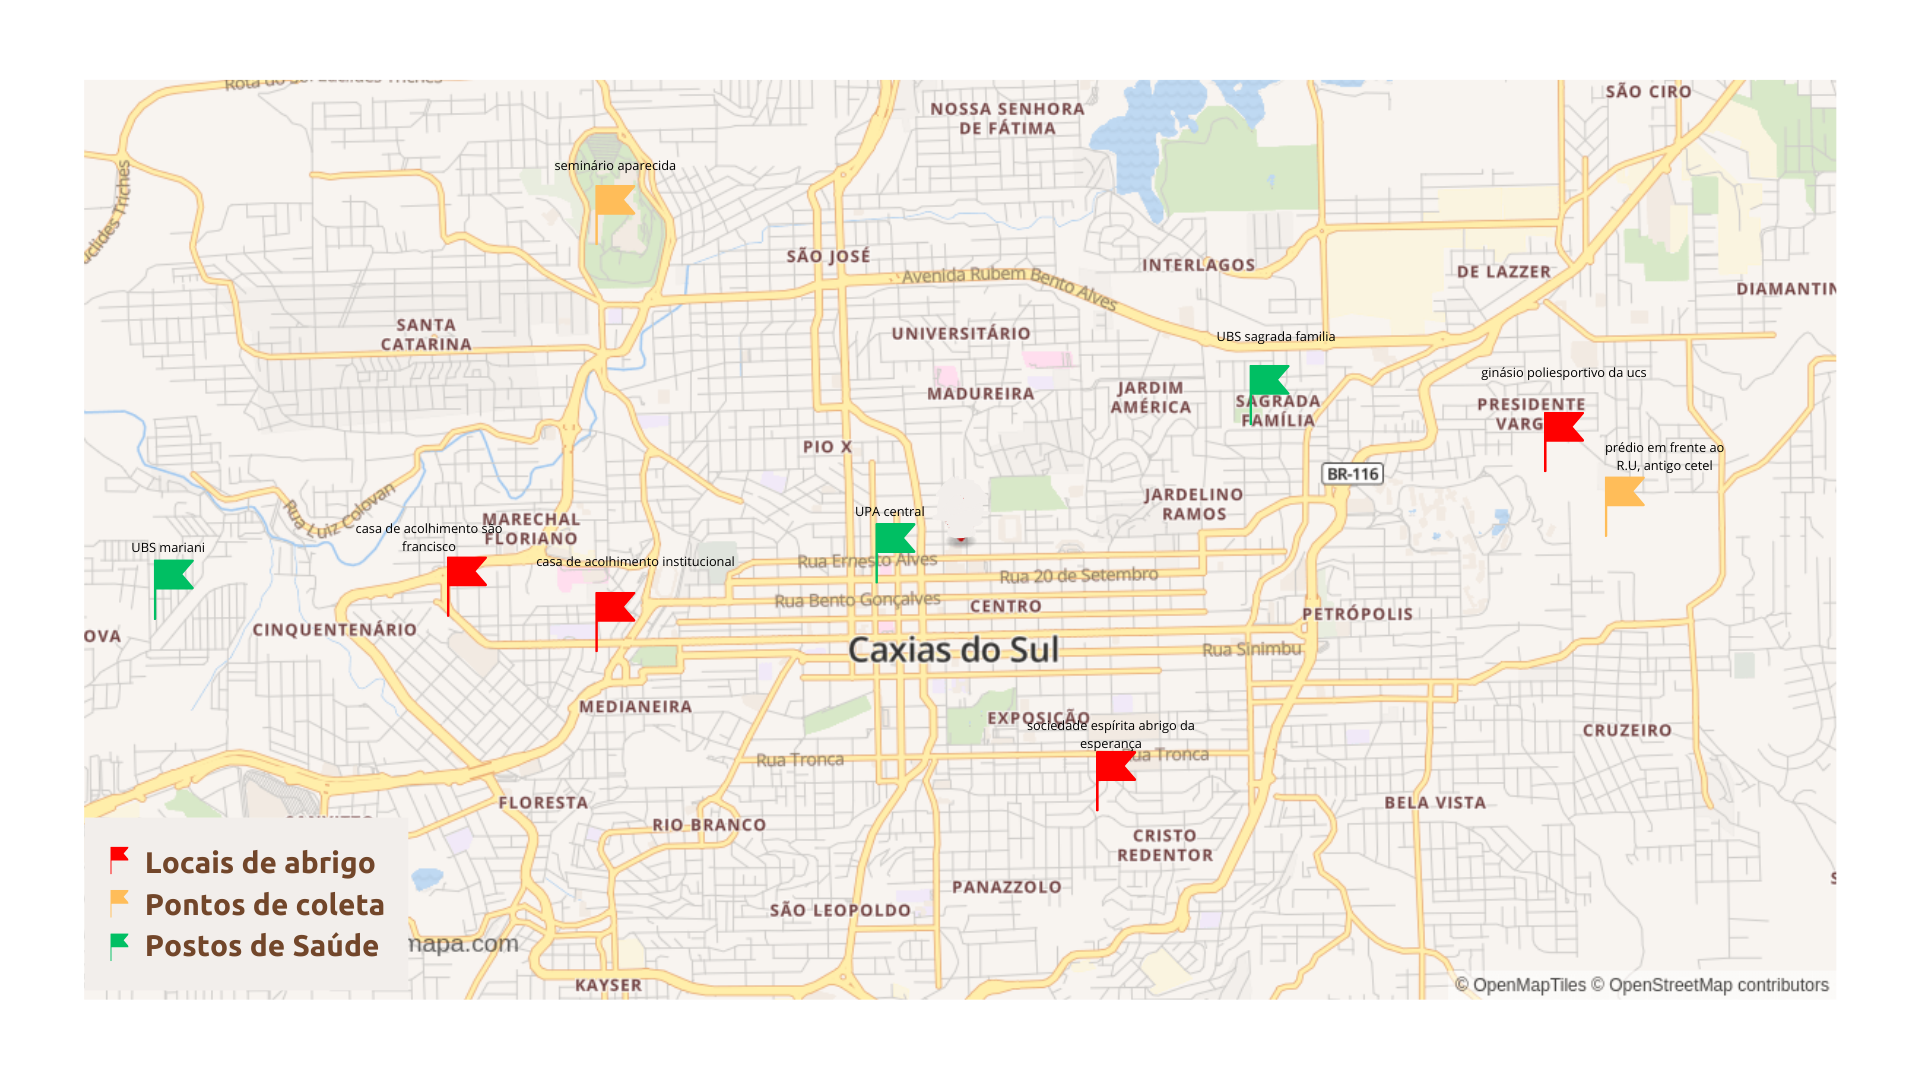 NOSSA SENHORA
DE FÁTIMA
SÃO CIRO
seminário aparecida
SÃO JOSÉ
INTERLAGOS
DE LAZZER
Avenida Rubem Bento Alves
DIAMANTIN
SANTA
CATARINA
UNIVERSITÁRIO
UBS sagrada familia
ginásio poliesportivo da ucs
MADUREIRA
JARDIM
AMÉRICA
SAGRADA
FAMÍLIA
PRESIDENTE
VARG
PIO X
prédio em frente ao
R.U, antigo cetel
BR-116
JARDELINO
RAMOS
Rua Luiz Colovan
MARECHAL
FLORIANO
UPA central
casa de acolhimento são
francisco
UBS mariani
casa de acolhimento institucional
Rua Ernesto Alves
Rua 20 de Setembro
Rua Bento Gonçalves
CENTRO
PETRÓPOLIS
OVA
CINQUENTENÁRIO
Caxias do Sul
Rua Sinimbu
MEDIANEIRA
EXPOSIÇÃO
sociedade espírita abrigo da
esperança
CRUZEIRO
Rua Tronca
ua Tronca
FLORESTA
BELA VISTA
RIO BRANCO
CRISTO
REDENTOR
PANAZZOLO
SÃO LEOPOLDO
Locais de abrigo
Pontos de coleta
Postos de Saúde
mapa.com
KAYSER
© OpenMapTiles © OpenStreetMap contributors